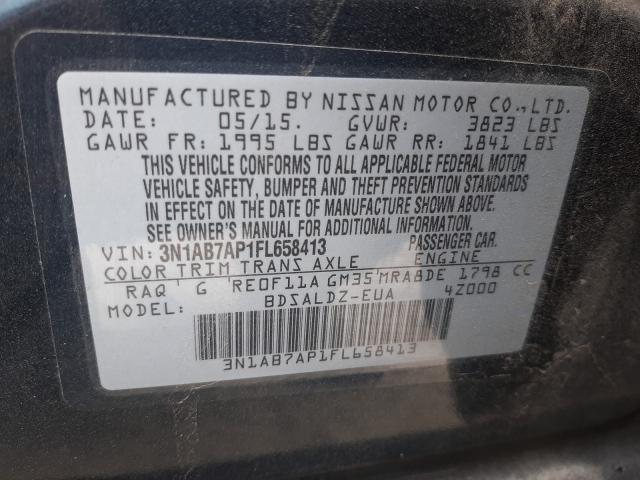 MANUFACTURED BY NISSAN MOTOR CO.,LTD.
DATE: 05/15. GVWR: 3823 LBS
GAWR FR: 1995 LBS GAWR RR: 1841 LBS
THIS VEHICLE CONFORMS TO ALL APPLICABLE FEDERAL MOTOR
VEHICLE SAFETY, BUMPER AND THEFT PREVENTION STANDARDS
IN EFFECT ON THE DATE OF MANUFACTURE SHOWN ABOVE.
SEE OWNER'S MANUAL FOR ADDITIONAL INFORMATION.
VIN: 3N1AB7AP1FL658413 PASSENGER CAR.
COLOR TRIM TRANS AXLE ENGINE
RAQ G RE0F11A GM35 MRA8DE 1798 CC
MODEL: BDSALDZ-EUA 4Z000
3N1AB7AP1FL658413